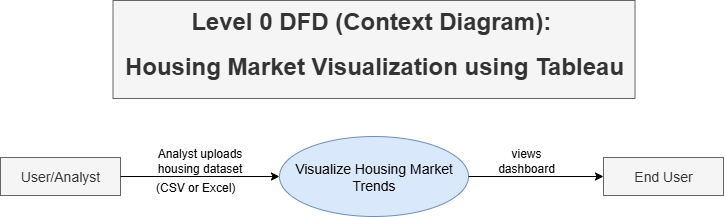 Level 0 DFD (Context Diagram):
Housing Market Visualization using Tableau
User/Analyst
Analyst uploads
housing dataset
(CSV or Excel)
Visualize Housing Market
Trends
views
dashboard
End User